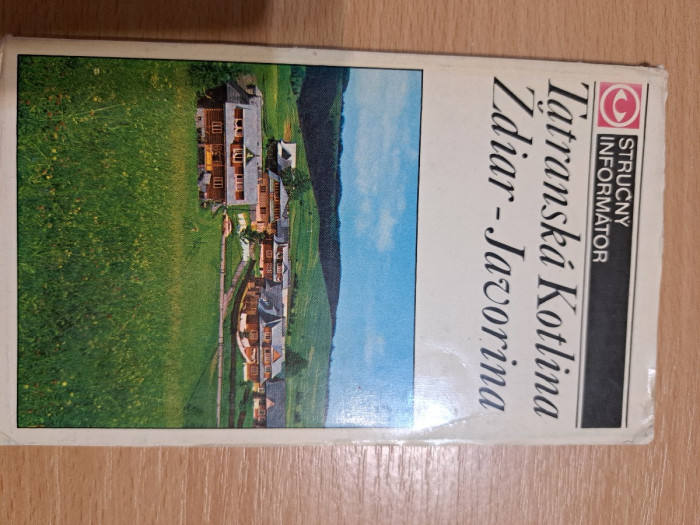 STRUČNÝ
INFORMÁTOR
Tatranská Kotlina
Ždiar - Javorina